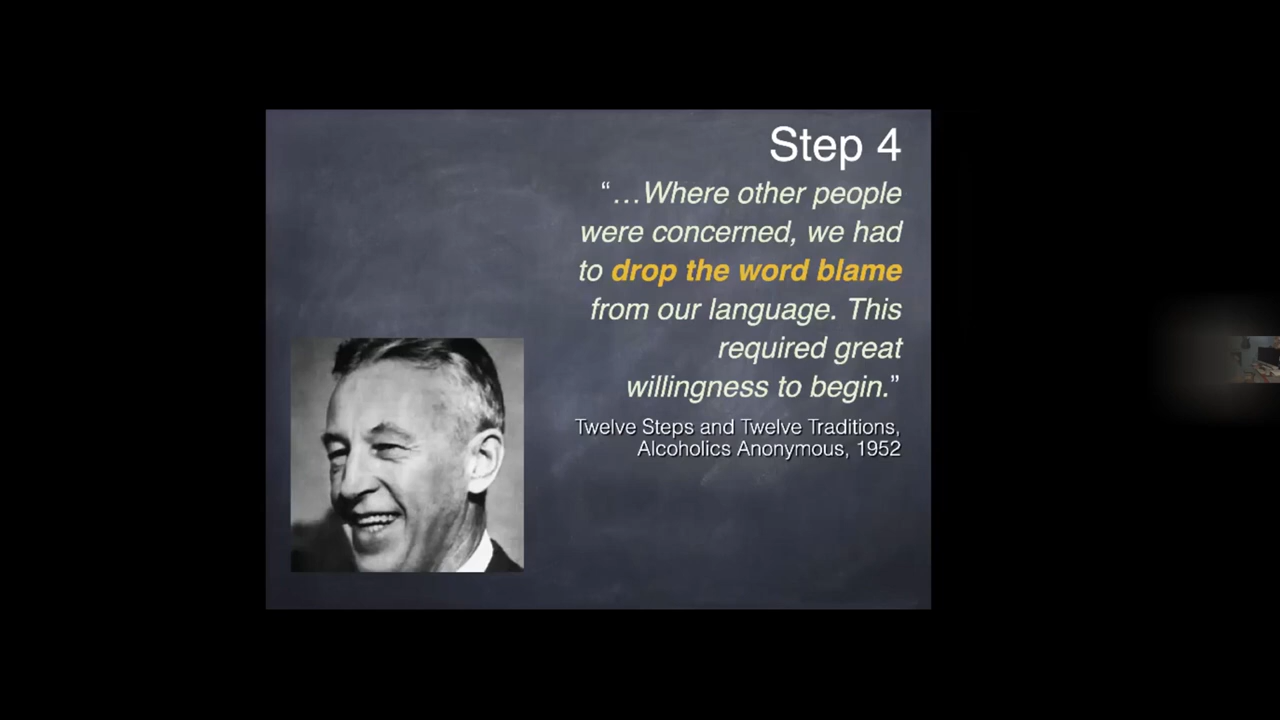 Step 4
“…Where other people
were concerned, we had
to drop the word blame
from our language. This
required great
willingness to begin.”
Twelve Steps and Twelve Traditions,
Alcoholics Anonymous, 1952